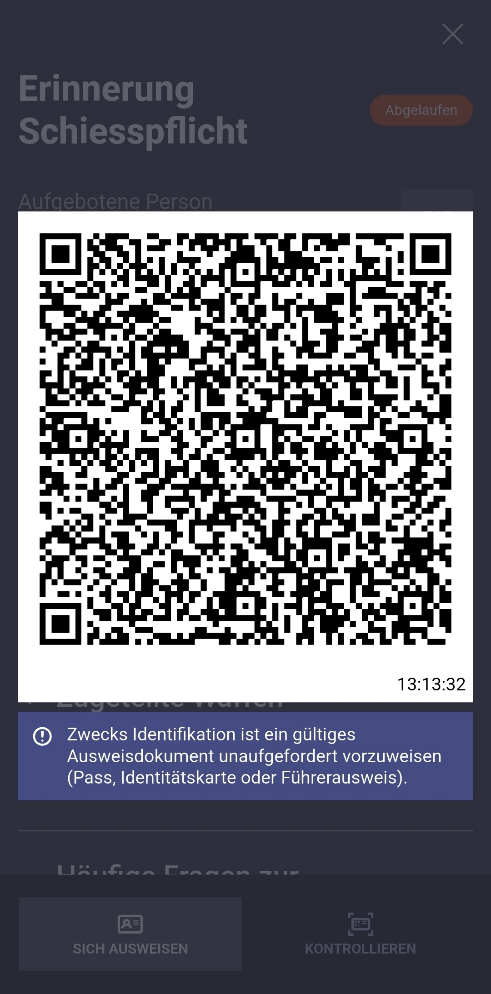 Erinnerung
Schiesspflicht
Abgelaufen
Aufgebotene Person
13:13:32
Zugeteilte Waffen
Zwecks Identifikation ist ein gültiges
Ausweisdokument unaufgefordert vorzuweisen
(Pass, Identitätskarte oder Führerausweis).
Häufige Fragen zur
SICH AUSWEISEN
KONTROLLIEREN